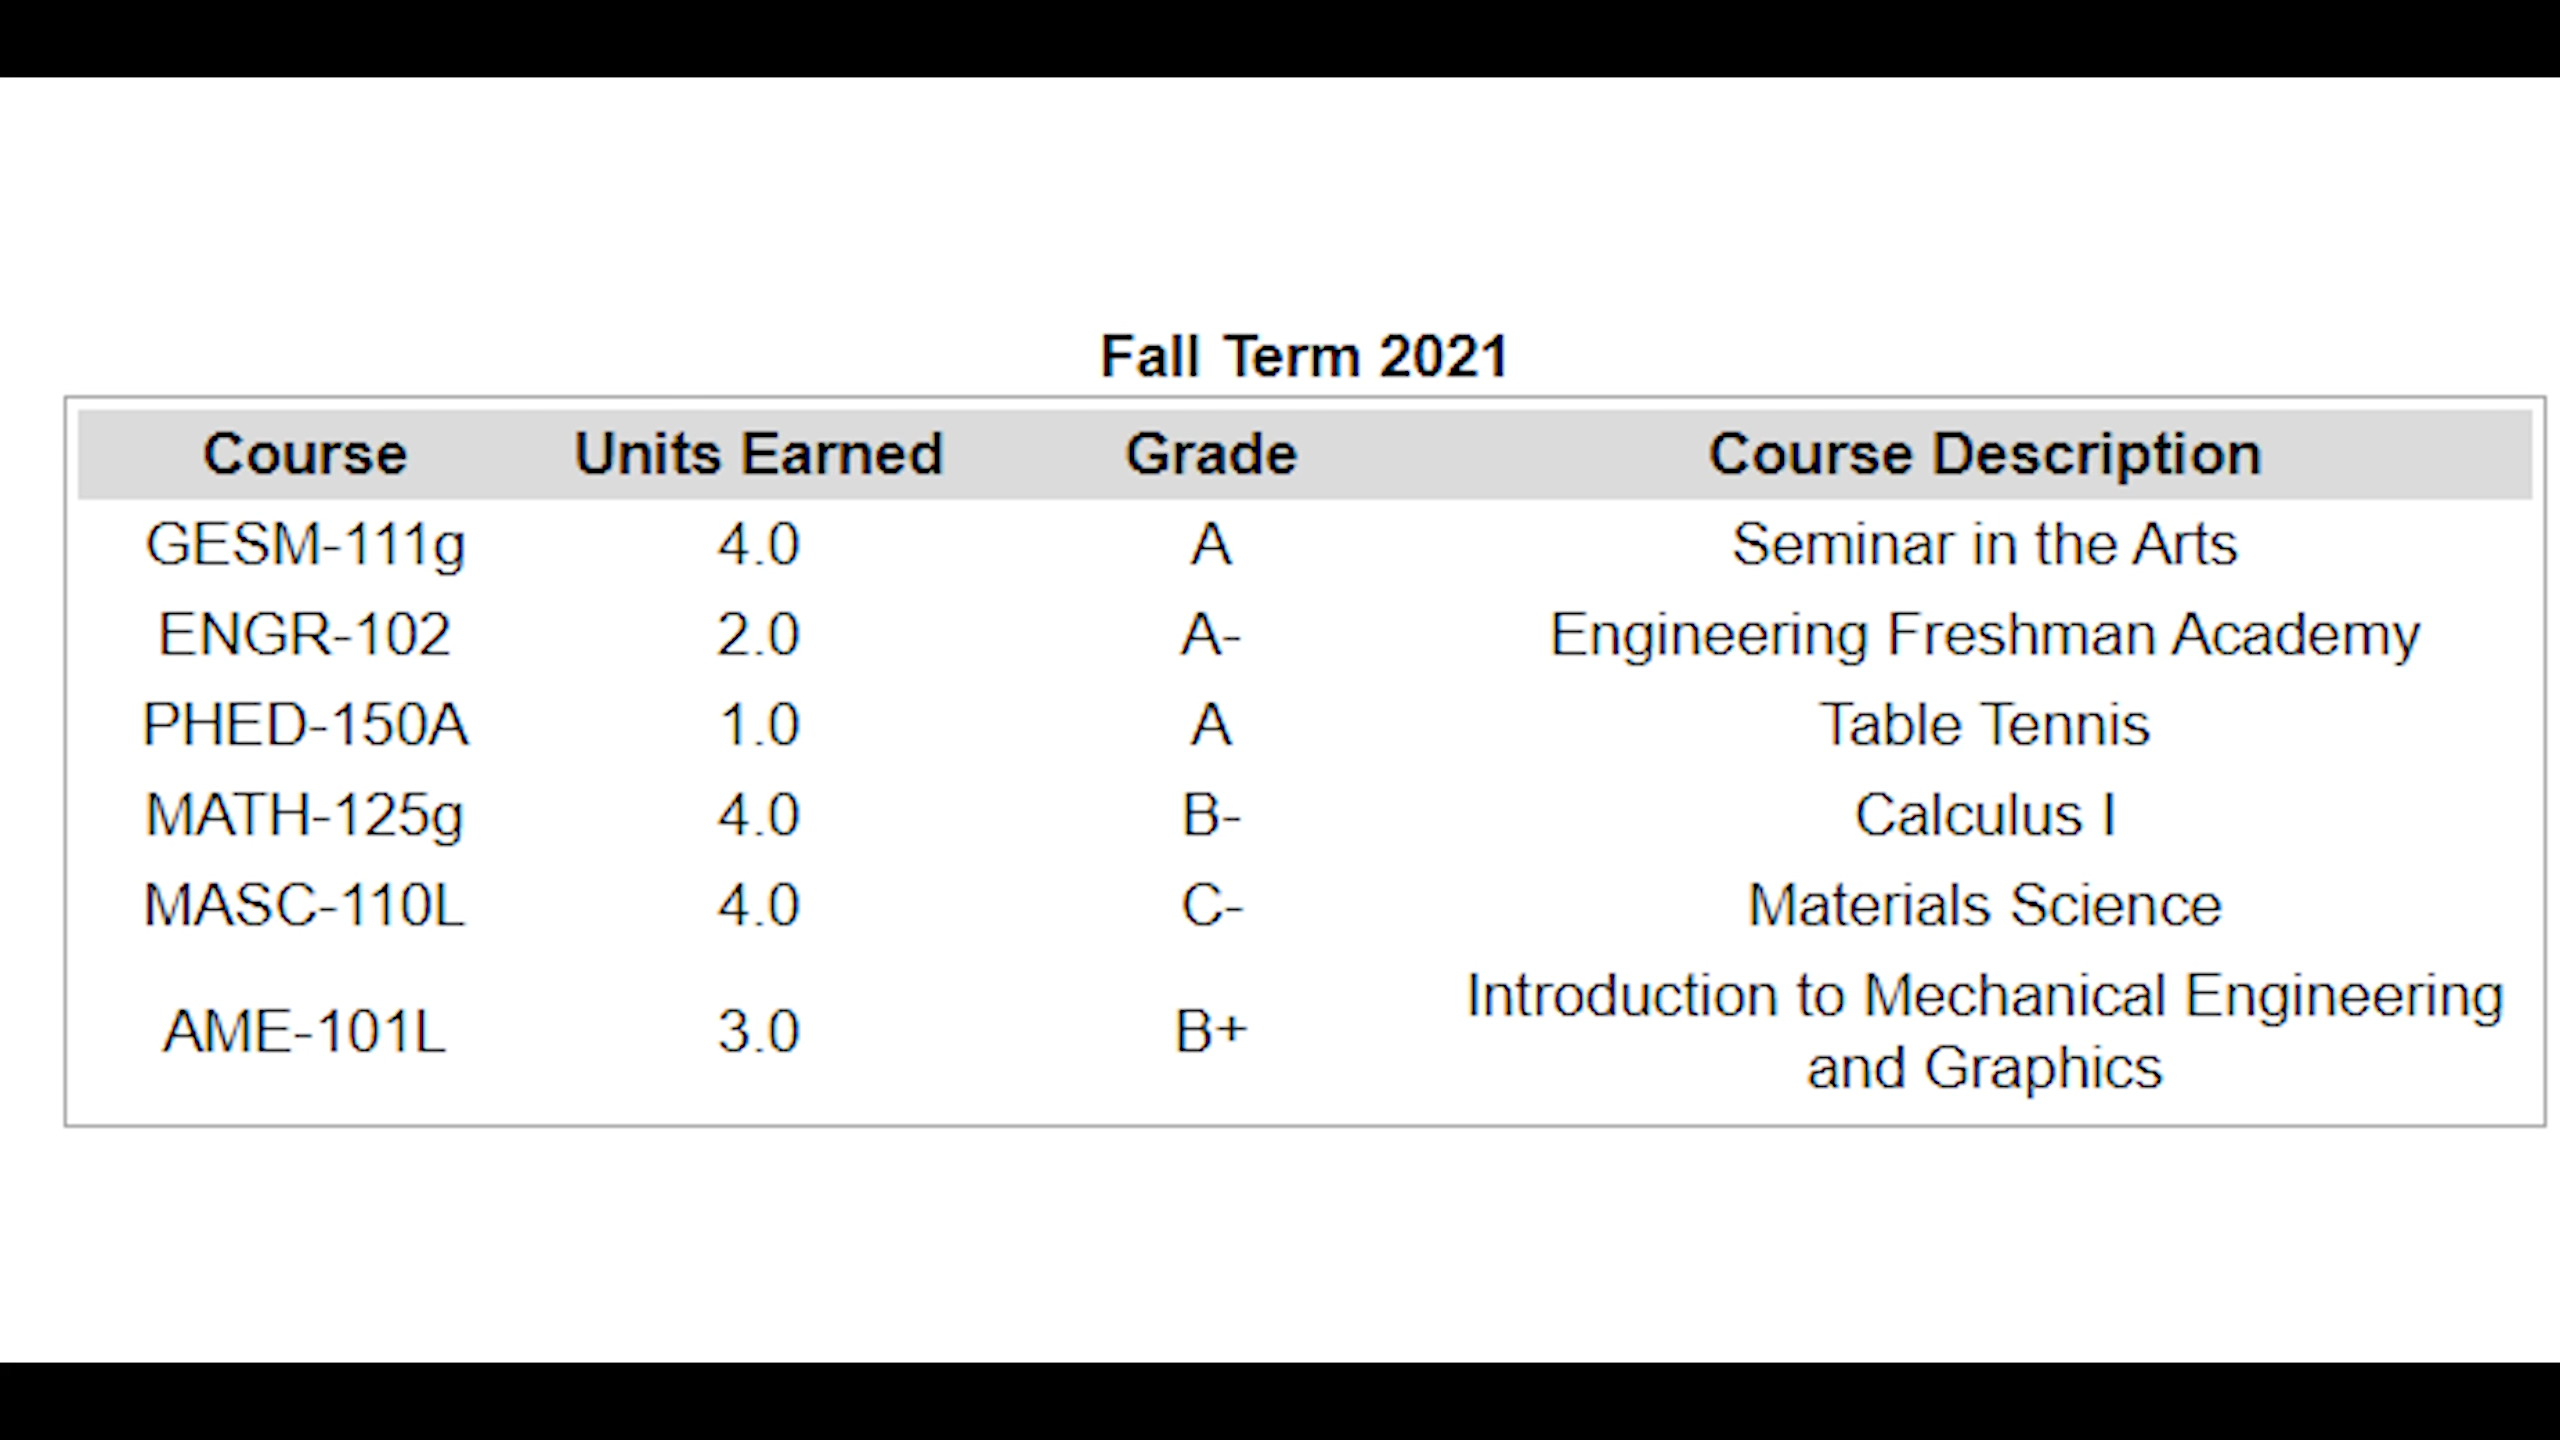 Fall Term 2021
Course Units Earned Grade Course Description
GESM-111g 4.0 A Seminar in the Arts
ENGR-102 2.0 A- Engineering Freshman Academy
PHED-150A 1.0 A Table Tennis
MATH-125g 4.0 B- Calculus I
MASC-110L 4.0 C- Materials Science
AME-101L 3.0 B+ Introduction to Mechanical Engineering
and Graphics